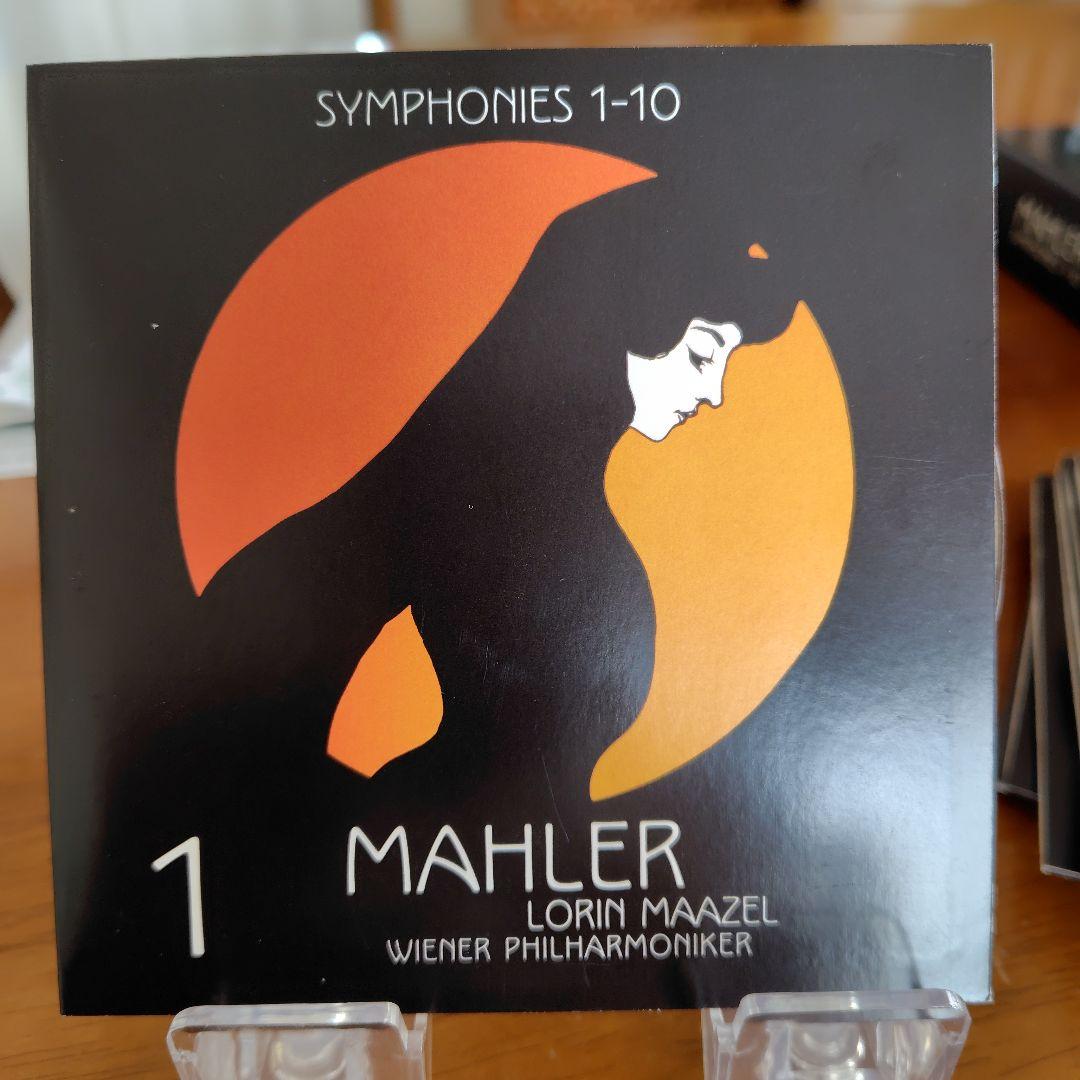 SYMPHONIES 1-10
1
MAHLER
LORIN MAAZEL
WIENER PHILHARMONIKER